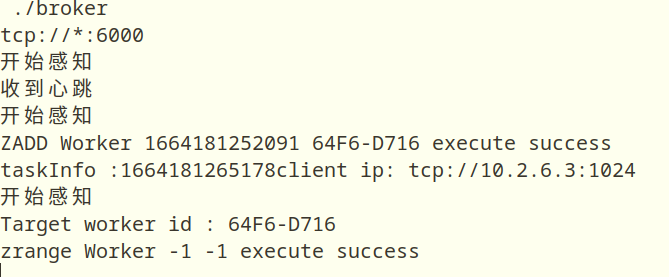 ./broker
tcp://*:6000
开始感知
收到心跳
开始感知
ZADD Worker 1664181252091 64F6-D716 execute success
taskInfo :1664181265178client ip: tcp://10.2.6.3:1024
开始感知
Target worker id : 64F6-D716
zrange Worker -1 -1 execute success